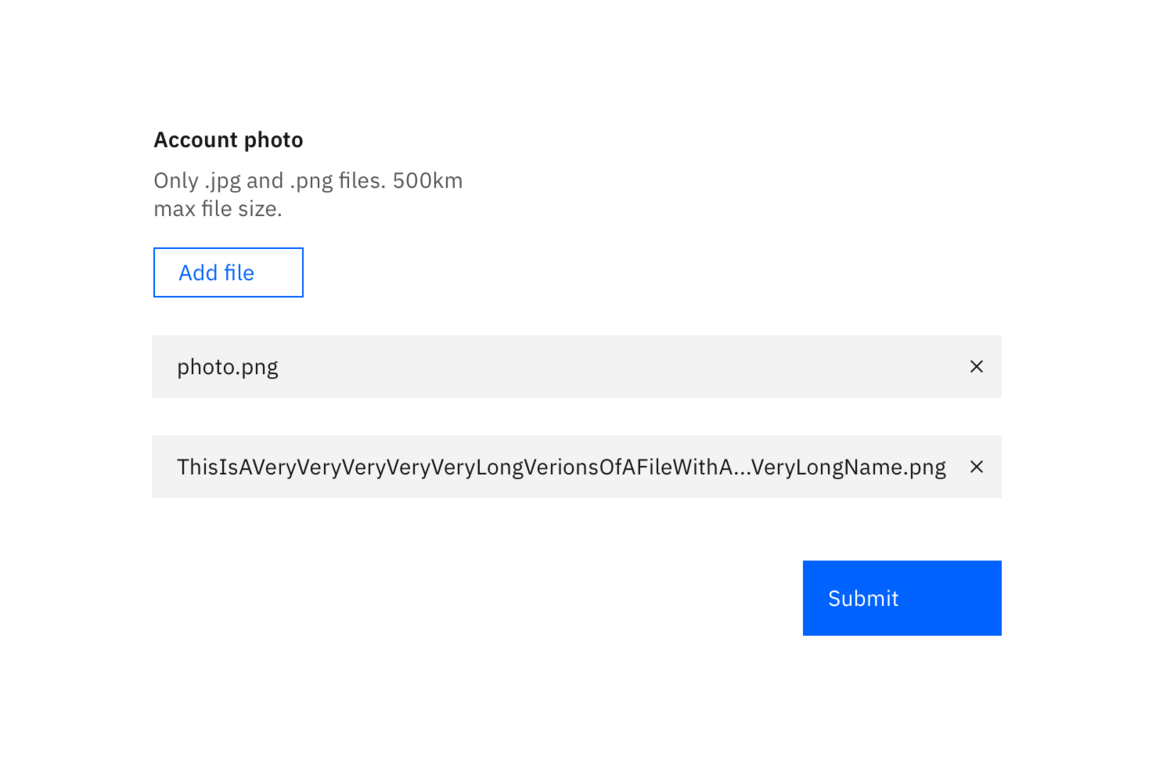 Account photo
Only .jpg and .png files. 500km
max file size.
Add file
photo.png
ThisIsAVeryVeryVeryVeryVeryLongVerionsOfAFileWithA...VeryLongName.png
Submit